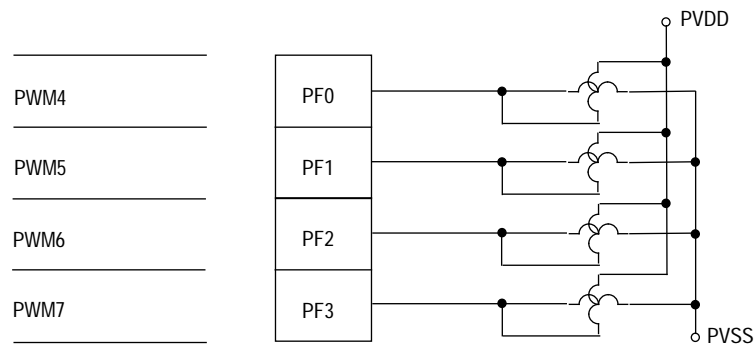 PVDD
PWM4 PF0
PWM5 PF1
PWM6 PF2
PWM7 PF3
PVSS